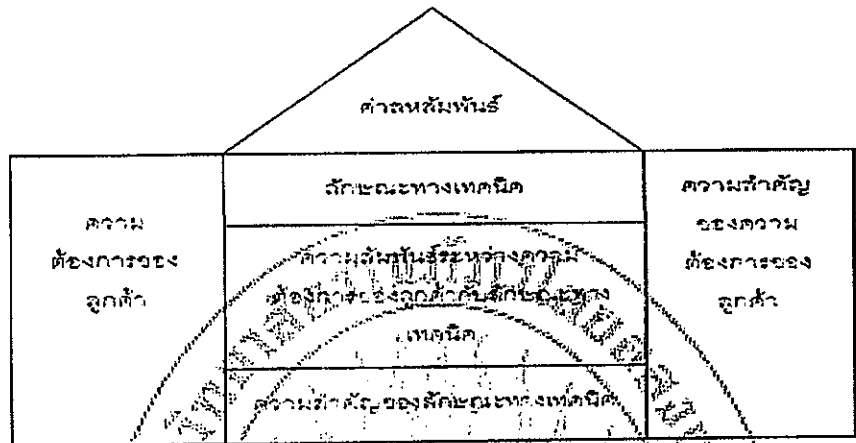 ค่าสหสัมพันธ์
ลักษณะทางเทคนิค
ความ
ต้องการของ
ลูกค้า
ความสัมพันธ์ระหว่างความ
ต้องการของลูกค้ากับลักษณะทาง
เทคนิค
ความสำคัญของลักษณะทางเทคนิค
ความสำคัญ
ของความ
ต้องการของ
ลูกค้า